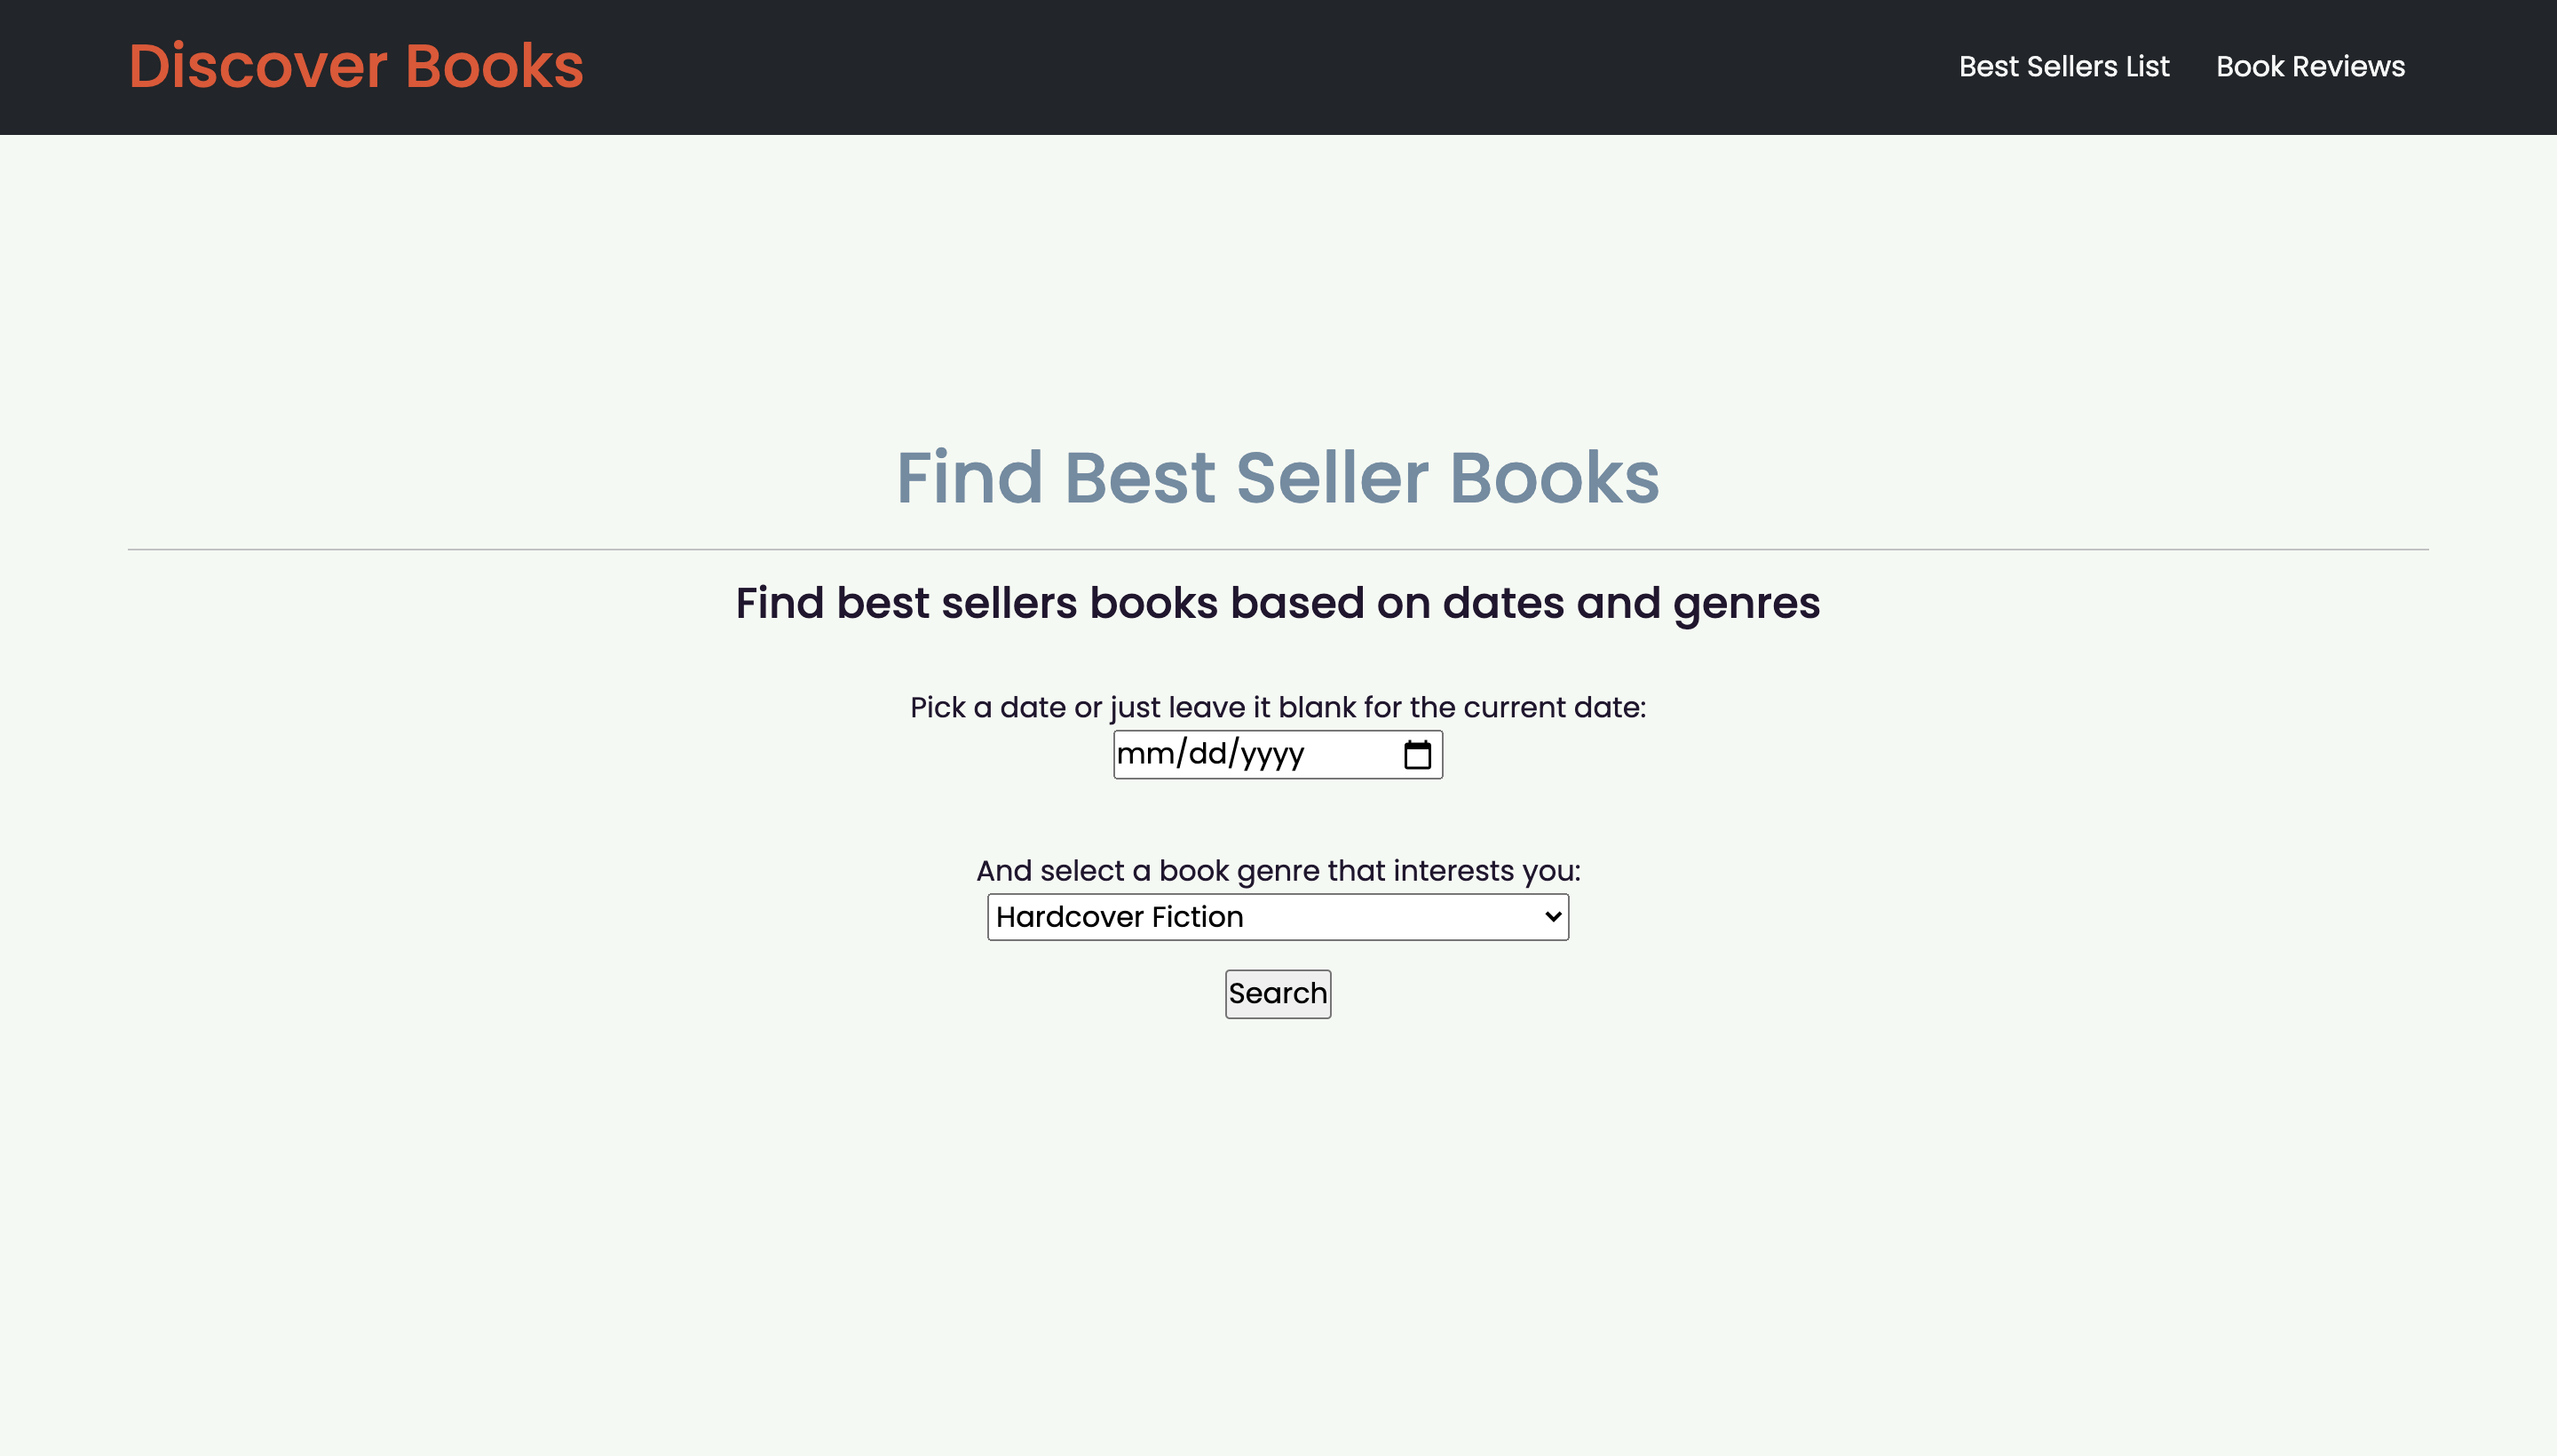 Discover Books
Best Sellers List
Book Reviews
Find Best Seller Books
Find best sellers books based on dates and genres
Pick a date or just leave it blank for the current date:
mm/dd/yyyy
And select a book genre that interests you:
Hardcover Fiction
Search